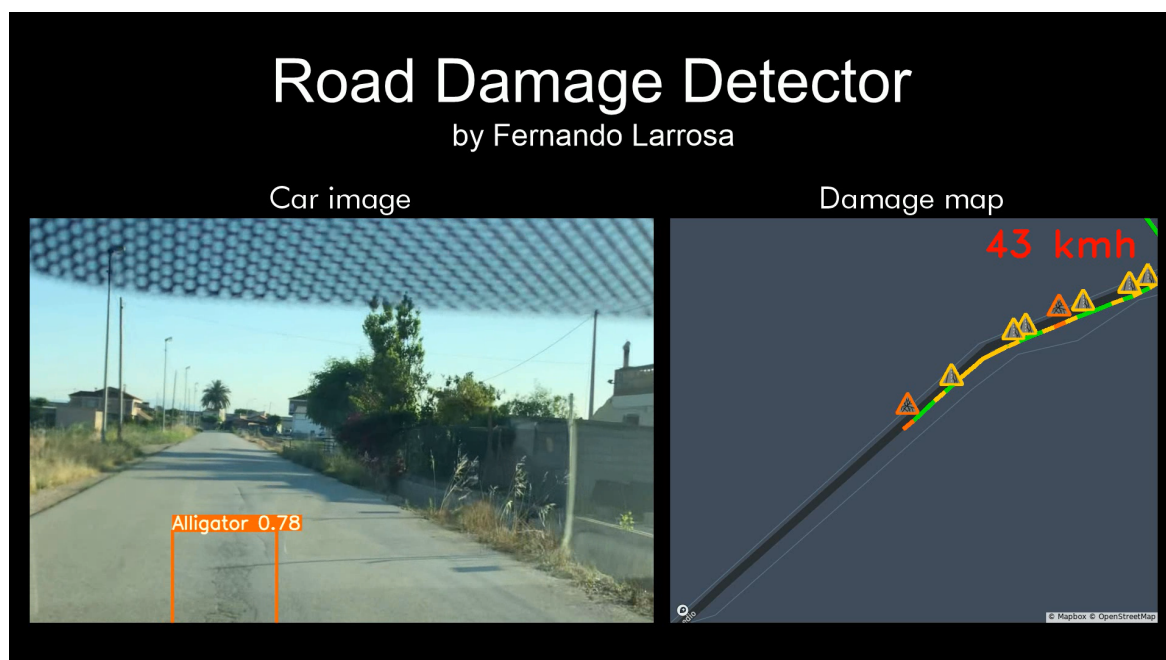 Road Damage Detector
by Fernando Larrosa
Car image
Damage map
43 kmh
Alligator 0.78
© Mapbox © OpenStreetMap